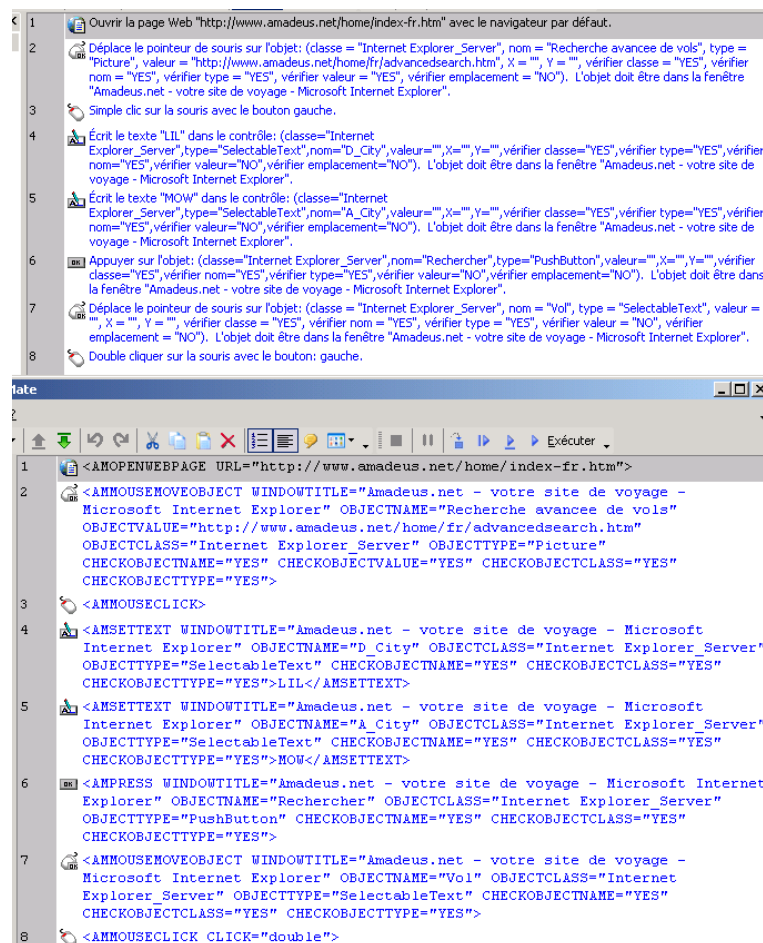 1 Ouvrir la page Web "http://www.amadeus.net/home/index-fr.htm" avec le navigateur par défaut.
2 Déplace le pointeur de souris sur l'objet: (classe = "Internet Explorer_Server", nom = "Recherche avancee de vols", type =
"Picture", valeur = "http://www.amadeus.net/home/fr/advancedsearch.htm", X = "", Y = "", vérifier classe = "YES", vérifier
nom = "YES", vérifier type = "YES", vérifier valeur = "YES", vérifier emplacement = "NO"). L'objet doit être dans la fenêtre
"Amadeus.net - votre site de voyage - Microsoft Internet Explorer".
3 Simple clic sur la souris avec le bouton gauche.
4 Écrit le texte "LIL" dans le contrôle: (classe="Internet
Explorer_Server",type="SelectableText",nom="D_City",valeur="",X="",Y="",vérifier classe="YES",vérifier type="YES",vérifier
nom="YES",vérifier valeur="NO",vérifier emplacement="NO"). L'objet doit être dans la fenêtre "Amadeus.net - votre site de
voyage - Microsoft Internet Explorer".
5 Écrit le texte "MOW" dans le contrôle: (classe="Internet
Explorer_Server",type="SelectableText",nom="A_City",valeur="",X="",Y="",vérifier classe="YES",vérifier type="YES",vérifier
nom="YES",vérifier valeur="NO",vérifier emplacement="NO"). L'objet doit être dans la fenêtre "Amadeus.net - votre site de
voyage - Microsoft Internet Explorer".
6 OK Appuyer sur l'objet: (classe="Internet Explorer_Server",nom="Rechercher",type="PushButton",valeur="",X="",Y="",vérifier
classe="YES",vérifier nom="YES",vérifier type="YES",vérifier valeur="NO",vérifier emplacement="NO"). L'objet doit être dans
la fenêtre "Amadeus.net - votre site de voyage - Microsoft Internet Explorer".
7 Déplace le pointeur de souris sur l'objet: (classe = "Internet Explorer_Server", nom = "Vol", type = "SelectableText", valeur =
"", X = "", Y = "", vérifier classe = "YES", vérifier nom = "YES", vérifier type = "YES", vérifier valeur = "NO", vérifier
emplacement = "NO"). L'objet doit être dans la fenêtre "Amadeus.net - votre site de voyage - Microsoft Internet Explorer".
8 Double cliquer sur la souris avec le bouton: gauche.
Mate
?
Exécuter
1 <AMOPENWEBPAGE URL="http://www.amadeus.net/home/index-fr.htm">
2 <AMMOUSEMOVEOBJECT WINDOWTITLE="Amadeus.net - votre site de voyage -
Microsoft Internet Explorer" OBJECTNAME="Recherche avancee de vols"
OBJECTVALUE="http://www.amadeus.net/home/fr/advancedsearch.htm"
OBJECTCLASS="Internet Explorer_Server" OBJECTTYPE="Picture"
CHECKOBJECTNAME="YES" CHECKOBJECTVALUE="YES" CHECKOBJECTCLASS="YES"
CHECKOBJECTTYPE="YES">
3 <AMMOUSECLICK>
4 <AMSETTEXT WINDOWTITLE="Amadeus.net - votre site de voyage - Microsoft
Internet Explorer" OBJECTNAME="D_City" OBJECTCLASS="Internet Explorer_Server"
OBJECTTYPE="SelectableText" CHECKOBJECTNAME="YES" CHECKOBJECTCLASS="YES"
CHECKOBJECTTYPE="YES">LIL</AMSETTEXT>
5 <AMSETTEXT WINDOWTITLE="Amadeus.net - votre site de voyage - Microsoft
Internet Explorer" OBJECTNAME="A_City" OBJECTCLASS="Internet Explorer_Server"
OBJECTTYPE="SelectableText" CHECKOBJECTNAME="YES" CHECKOBJECTCLASS="YES"
CHECKOBJECTTYPE="YES">MOW</AMSETTEXT>
6 OK <AMPRESS WINDOWTITLE="Amadeus.net - votre site de voyage - Microsoft Internet
Explorer" OBJECTNAME="Rechercher" OBJECTCLASS="Internet Explorer_Server"
OBJECTTYPE="PushButton" CHECKOBJECTNAME="YES" CHECKOBJECTCLASS="YES"
CHECKOBJECTTYPE="YES">
7 <AMMOUSEMOVEOBJECT WINDOWTITLE="Amadeus.net - votre site de voyage -
Microsoft Internet Explorer" OBJECTNAME="Vol" OBJECTCLASS="Internet
Explorer_Server" OBJECTTYPE="SelectableText" CHECKOBJECTNAME="YES"
CHECKOBJECTCLASS="YES" CHECKOBJECTTYPE="YES">
8 <AMMOUSECLICK CLICK="double">